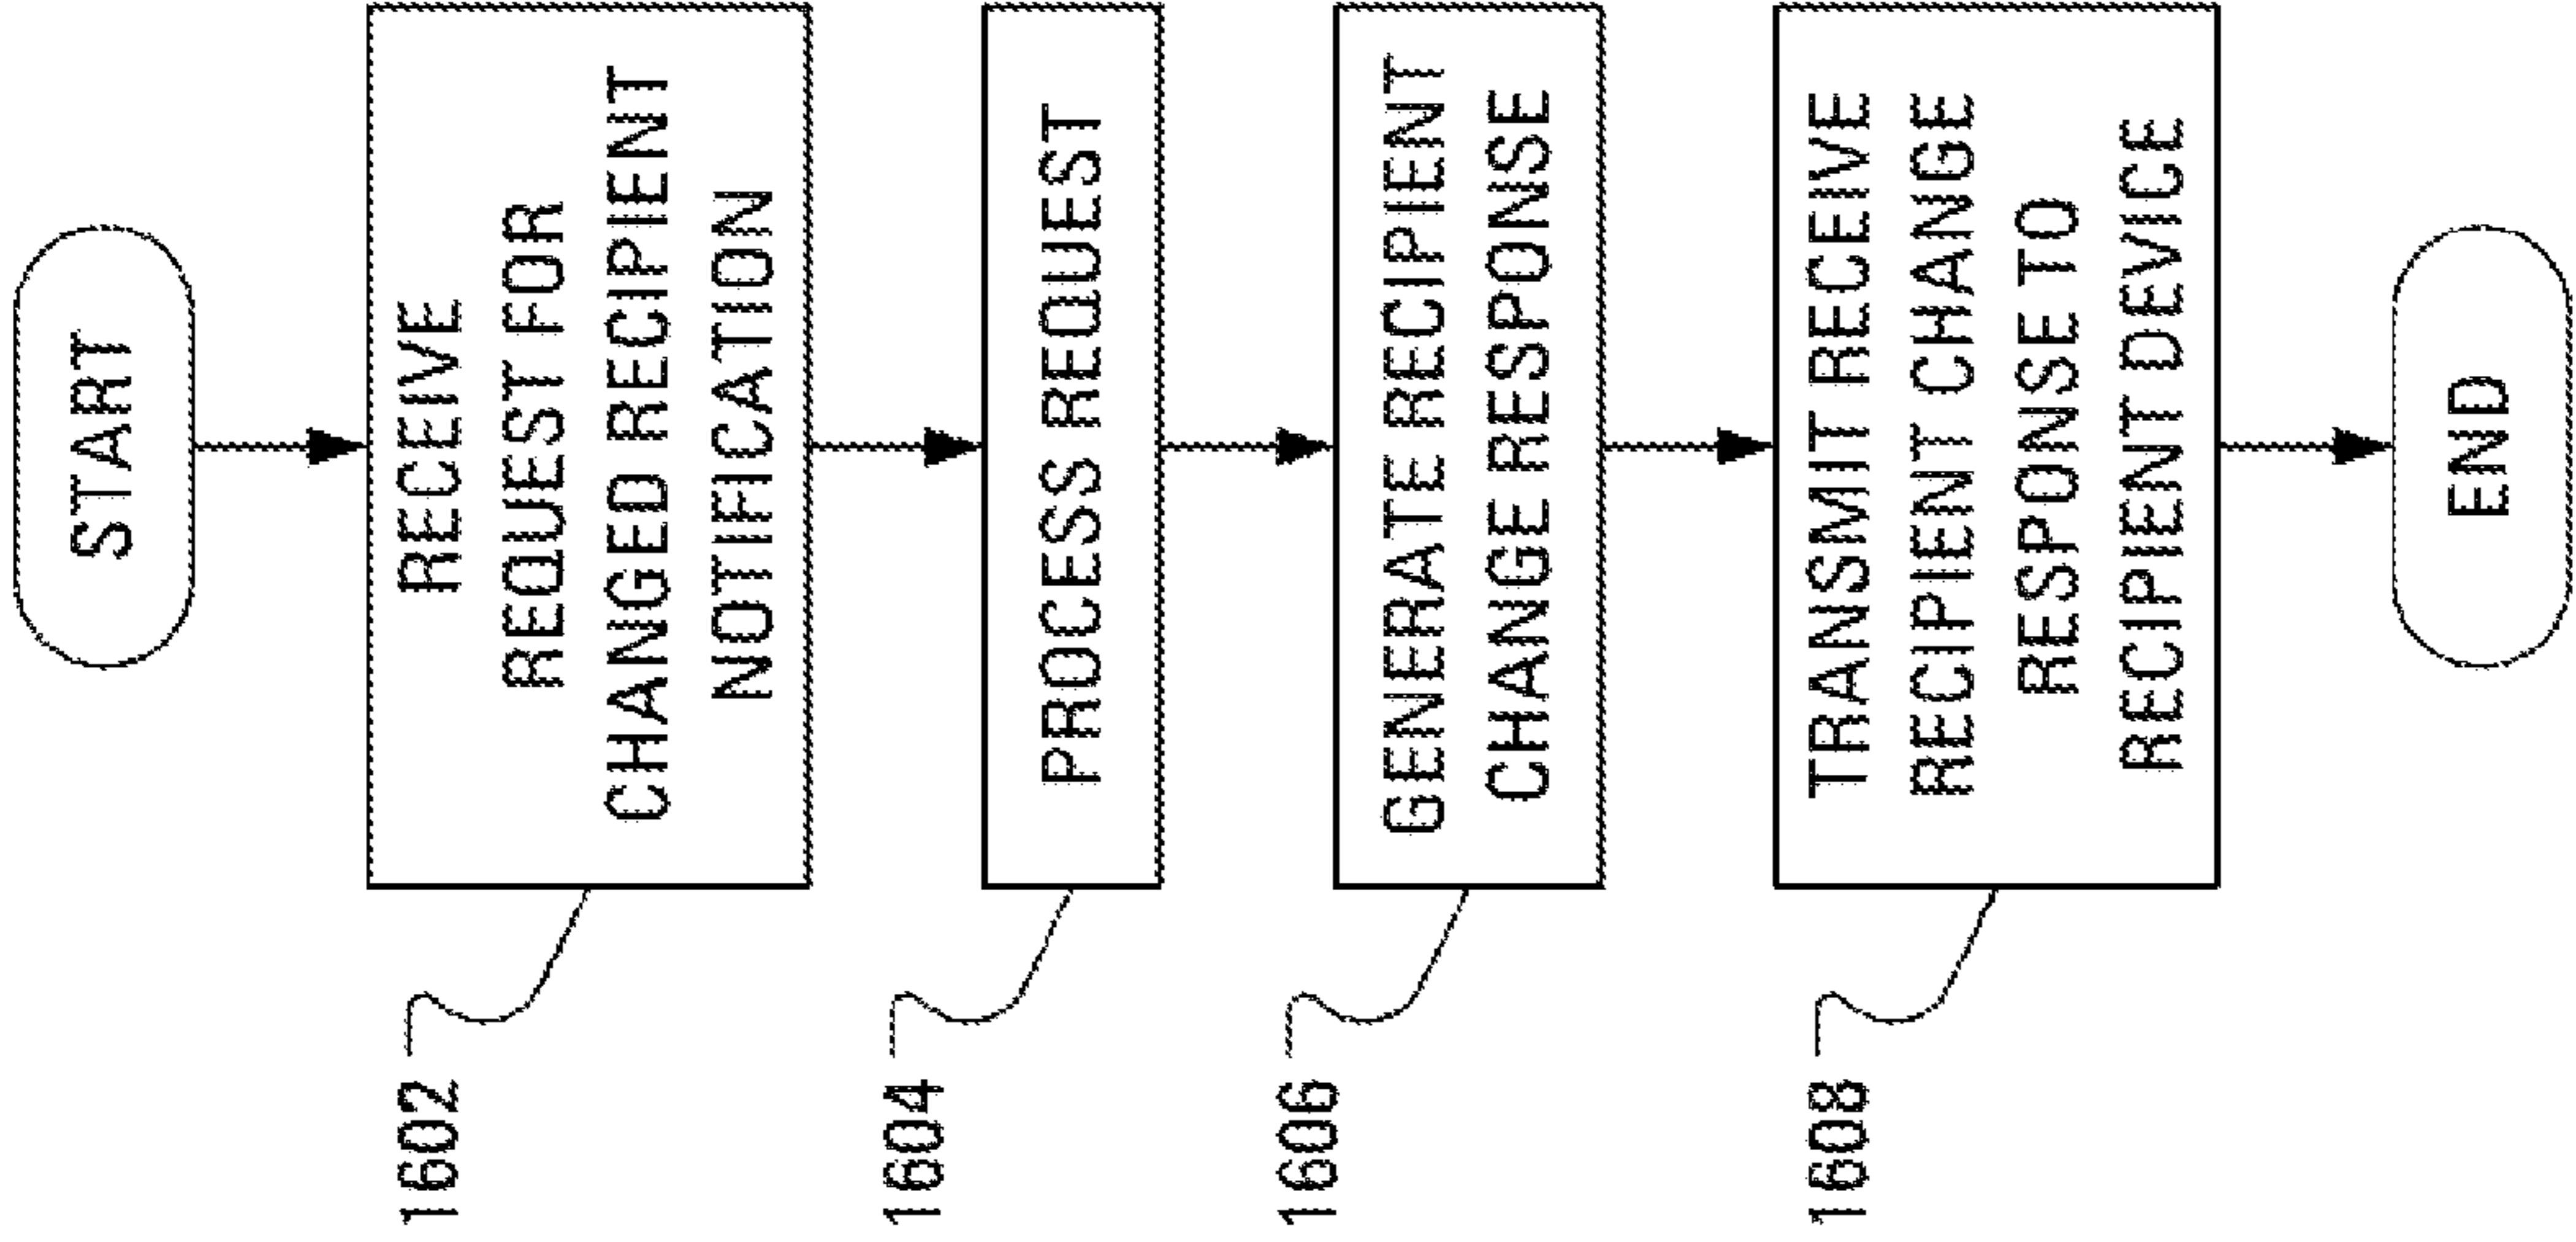 START
1602
RECEIVE
REQUEST FOR
CHANGED RECIPIENT
NOTIFICATION
1604
PROCESS REQUEST
1606
GENERATE RECIPIENT
CHANGE RESPONSE
1608
TRANSMIT RECEIVE
RECIPIENT CHANGE
RESPONSE TO
RECIPIENT DEVICE
END